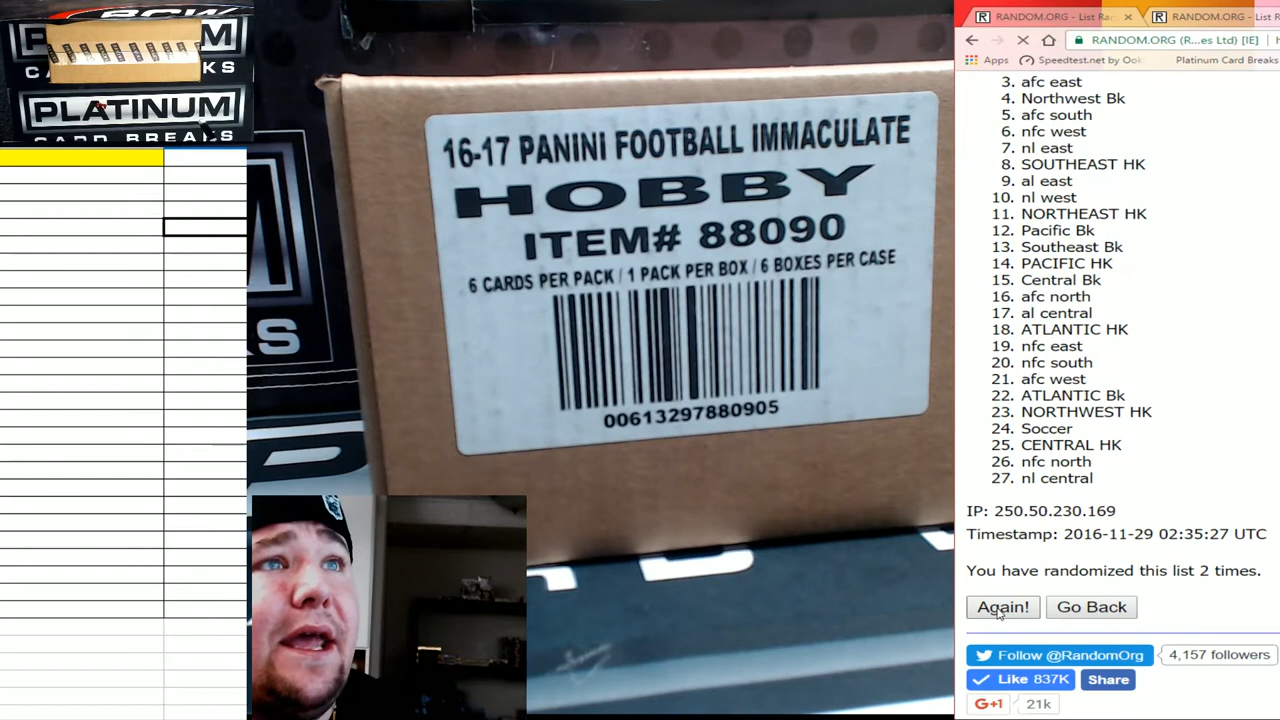 CARDS
PLATINUM
CARD BREAKS
16-17 PANINI FOOTBALL IMMACULATE
HOBBY
ITEM# 88090
6 CARDS PER PACK / 1 PACK PER BOX / 6 BOXES PER CASE
00613297880905
RANDOM.ORG - List Ra
RANDOM.ORG - List R
RANDOM.ORG (R...es Ltd) [IE]
Apps
Speedtest.net by Ook
Platinum Card Breaks
3. afc east
4. Northwest Bk
5. afc south
6. nfc west
7. nl east
8. SOUTHEAST HK
9. al east
10. nl west
11. NORTHEAST HK
12. Pacific Bk
13. Southeast Bk
14. PACIFIC HK
15. Central Bk
16. afc north
17. al central
18. ATLANTIC HK
19. nfc east
20. nfc south
21. afc west
22. ATLANTIC Bk
23. NORTHWEST HK
24. Soccer
25. CENTRAL HK
26. nfc north
27. nl central
IP: 250.50.230.169
Timestamp: 2016-11-29 02:35:27 UTC
You have randomized this list 2 times.
Again!
Go Back
Follow @RandomOrg
4,157 followers
Like 837K
Share
G+1
21k